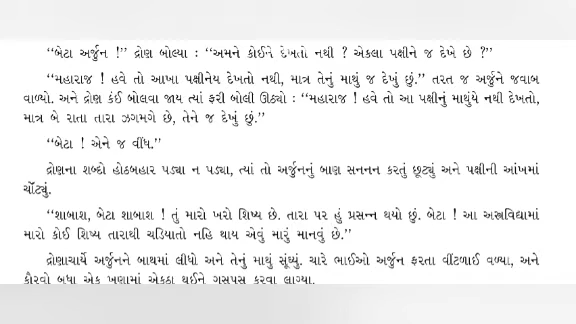 “બેટા અર્જુન !” દ્રોણ બોલ્યા : “અમને કોઈને દેખતો નથી ? એકલા પક્ષીને જ દેખે છે ?”
“મહારાજ ! હવે તો આખા પક્ષીનેય દેખતો નથી, માત્ર તેનું માથું જ દેખું છું.” તરત જ અર્જુને જવાબ
વાળ્યો. અને દ્રોણ કંઈ બોલવા જાય ત્યાં ફરી બોલી ઊઠ્યો : “મહારાજ ! હવે તો આ પક્ષીનું માથુંયે નથી દેખતો,
માત્ર બે રાતા તારા ઝગમગે છે, તેને જ દેખું છું.”
“બેટા ! એને જ વીંધ.”
દ્રોણના શબ્દો હોઠબહાર પડ્યા ન પડ્યા, ત્યાં તો અર્જુનનું બાણ સનનન કરતું છૂટ્યું અને પક્ષીની આંખમાં
ચોંટ્યું.
“શાબાશ, બેટા શાબાશ ! તું મારો ખરો શિષ્ય છે. તારા પર હું પ્રસન્ન થયો છું. બેટા ! આ અસ્ત્રવિદ્યામાં
મારો કોઈ શિષ્ય તારાથી ચડિયાતો નહિ થાય એવું મારું માનવું છે.”
દ્રોણાચાર્યે અર્જુનને બાથમાં લીધો અને તેનું માથું સૂંઘ્યું. ચારે ભાઈઓ અર્જુન ફરતા વીંટળાઈ વળ્યા, અને
કૌરવો બધા એક ખૂણામાં એકઠા થઈને ગુસપુસ કરવા લાગ્યા.